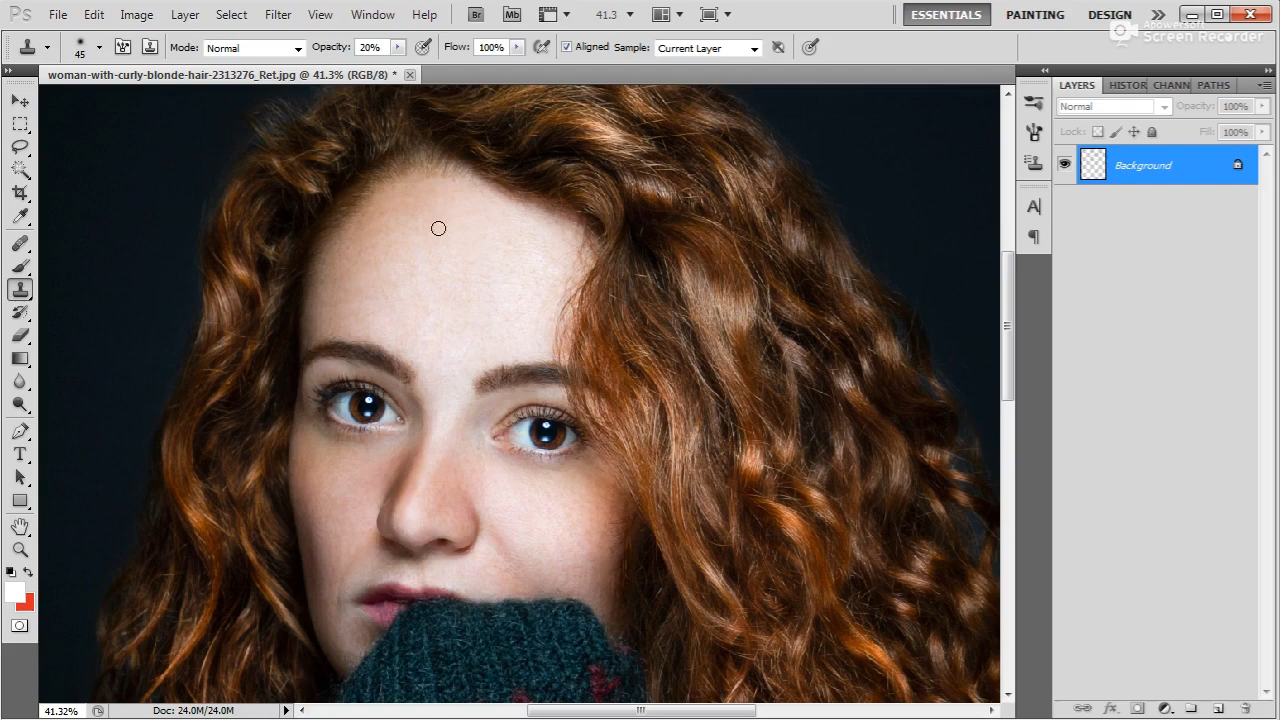 Ps File Edit Image Layer Select Filter View Window Help Br Mb 41.3 ESSENTIALS PAINTING DESIGN
Apowersoft
Screen Recorder
45 Mode: Normal Opacity: 20% Flow: 100% Aligned Sample: Current Layer
woman-with-curly-blonde-hair-2313276_Ret.jpg @ 41.3% (RGB/8) *
LAYERS HISTOR CHANN PATHS
Normal Opacity: 100%
Lock: Fill: 100%
Background
41.32% Doc: 24.0M/24.0M